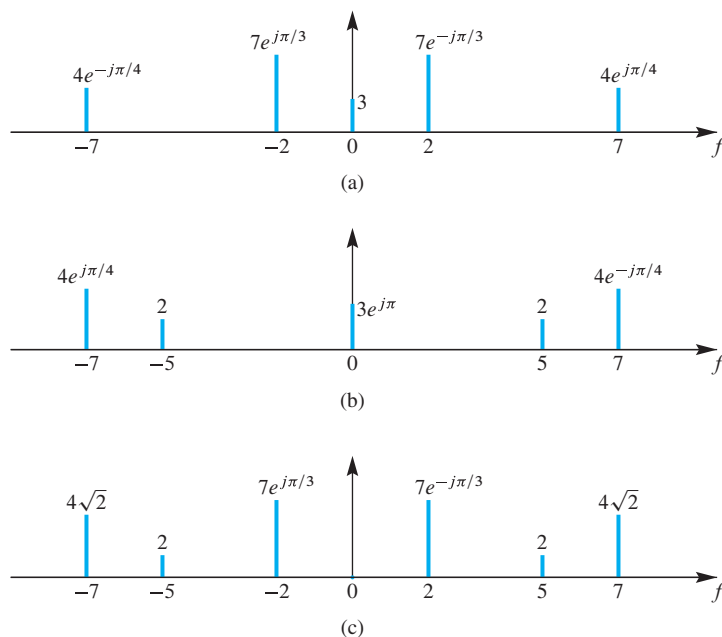 7e^{jπ/3} 7e^{-jπ/3}
4e^{-jπ/4} 4e^{jπ/4}
3
−7 −2 0 2 7 f
(a)
4e^{jπ/4} 4e^{-jπ/4}
2 3e^{jπ} 2
−7 −5 0 5 7 f
(b)
7e^{jπ/3} 7e^{-jπ/3}
4√2 4√2
2 2
−7 −5 −2 0 2 5 7 f
(c)